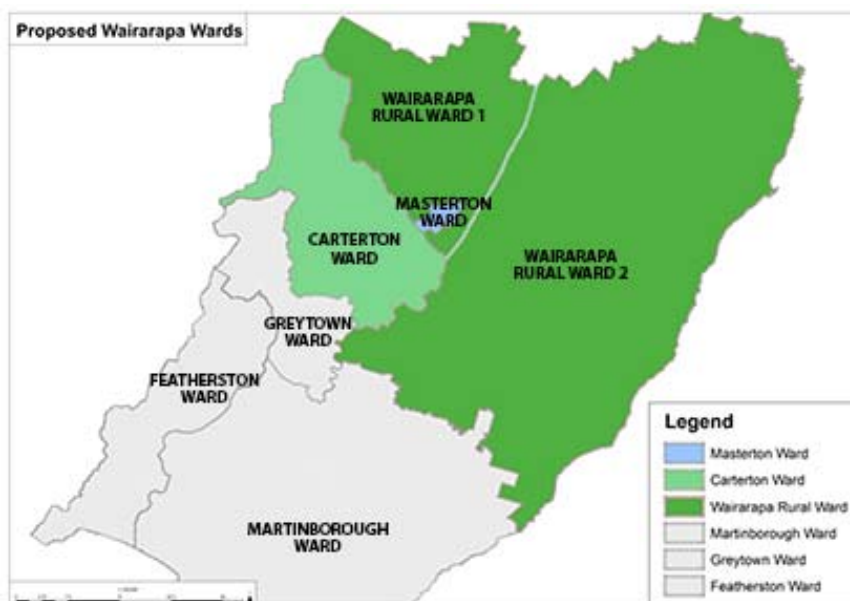 Proposed Wairarapa Wards
WAIRARAPA
RURAL WARD 1
MASTERTON
WARD
CARTERTON
WARD
WAIRARAPA
RURAL WARD 2
GREYTOWN
WARD
FEATHERSTON
WARD
MARTINBOROUGH
WARD
Legend
Masterton Ward
Carterton Ward
Wairarapa Rural Ward
Martinborough Ward
Greytown Ward
Featherston Ward